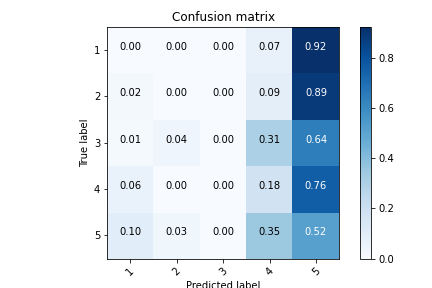 Confusion matrix
True label
1 0.00 0.00 0.00 0.07 0.92
2 0.02 0.00 0.00 0.09 0.89
3 0.01 0.04 0.00 0.31 0.64
4 0.06 0.00 0.00 0.18 0.76
5 0.10 0.03 0.00 0.35 0.52
1 2 3 4 5
Predicted label
0.8
0.6
0.4
0.2
0.0